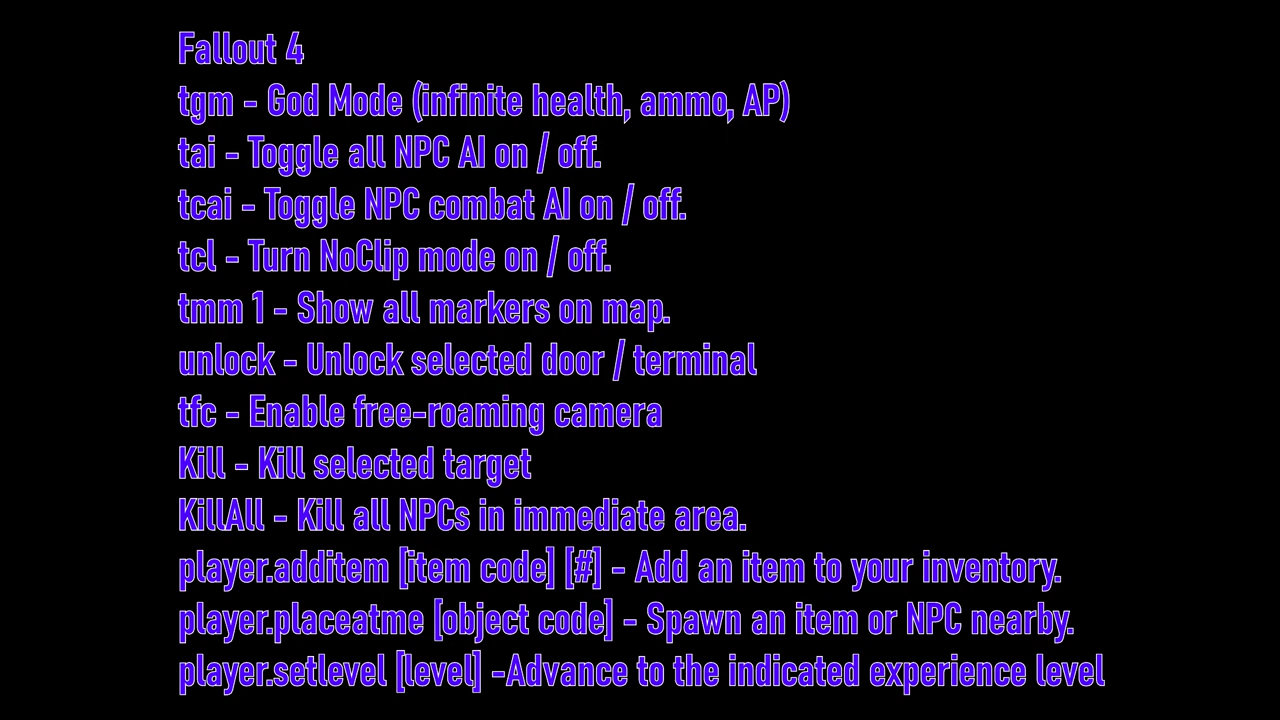 Fallout 4
tgm - God Mode (infinite health, ammo, AP)
tai - Toggle all NPC AI on / off.
tcai - Toggle NPC combat AI on / off.
tcl - Turn NoClip mode on / off.
tmm 1 - Show all markers on map.
unlock - Unlock selected door / terminal
tfc - Enable free-roaming camera
Kill - Kill selected target
KillAll - Kill all NPCs in immediate area.
player.additem [item code] [#] - Add an item to your inventory.
player.placeatme [object code] - Spawn an item or NPC nearby.
player.setlevel [level] -Advance to the indicated experience level